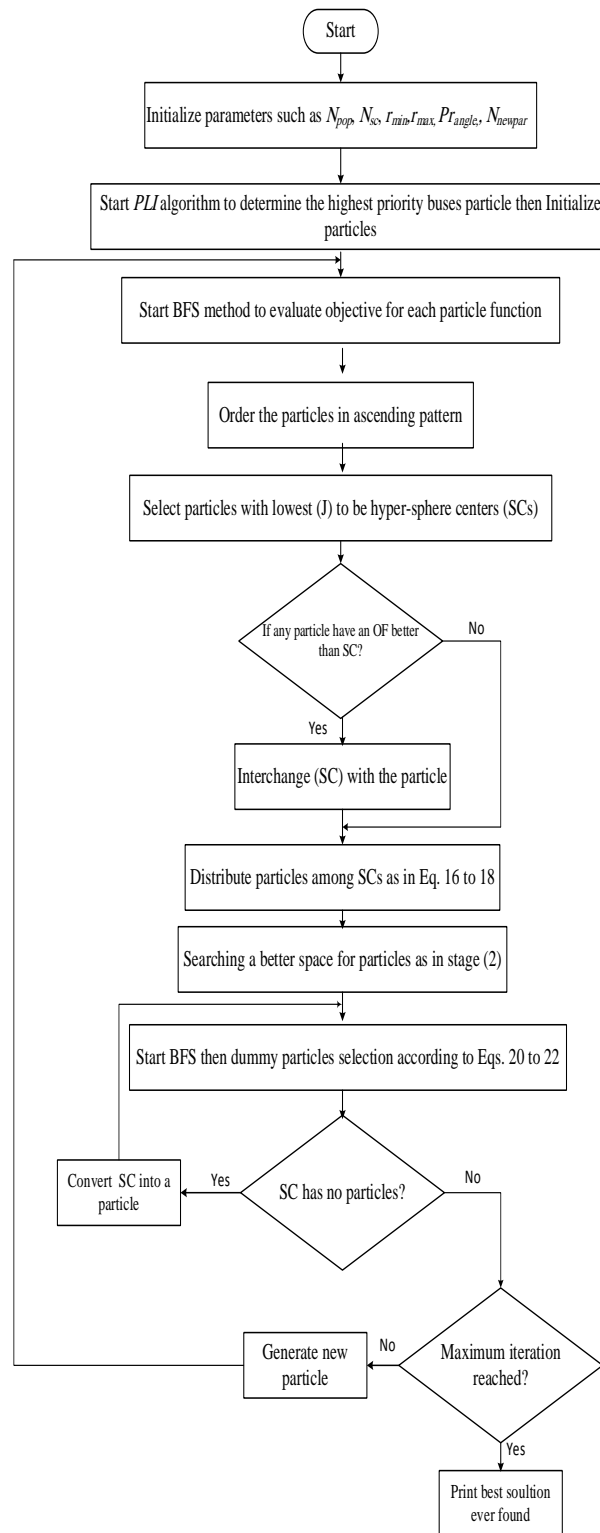 Start
Initialize parameters such as Npop, Nsc, rmin,rmax, Prangle,, Nnewpar
Start PLI algorithm to determine the highest priority buses particle then Initialize
particles
Start BFS method to evaluate objective for each particle function
Order the particles in ascending pattern
Select particles with lowest (J) to be hyper-sphere centers (SCs)
If any particle have an OF better
than SC?
No
Yes
Interchange (SC) with the particle
Distribute particles among SCs as in Eq. 16 to 18
Searching a better space for particles as in stage (2)
Start BFS then dummy particles selection according to Eqs. 20 to 22
SC has no particles?
Yes
No
Convert SC into a
particle
Maximum iteration
reached?
No
Generate new
particle
Yes
Print best soultion
ever found